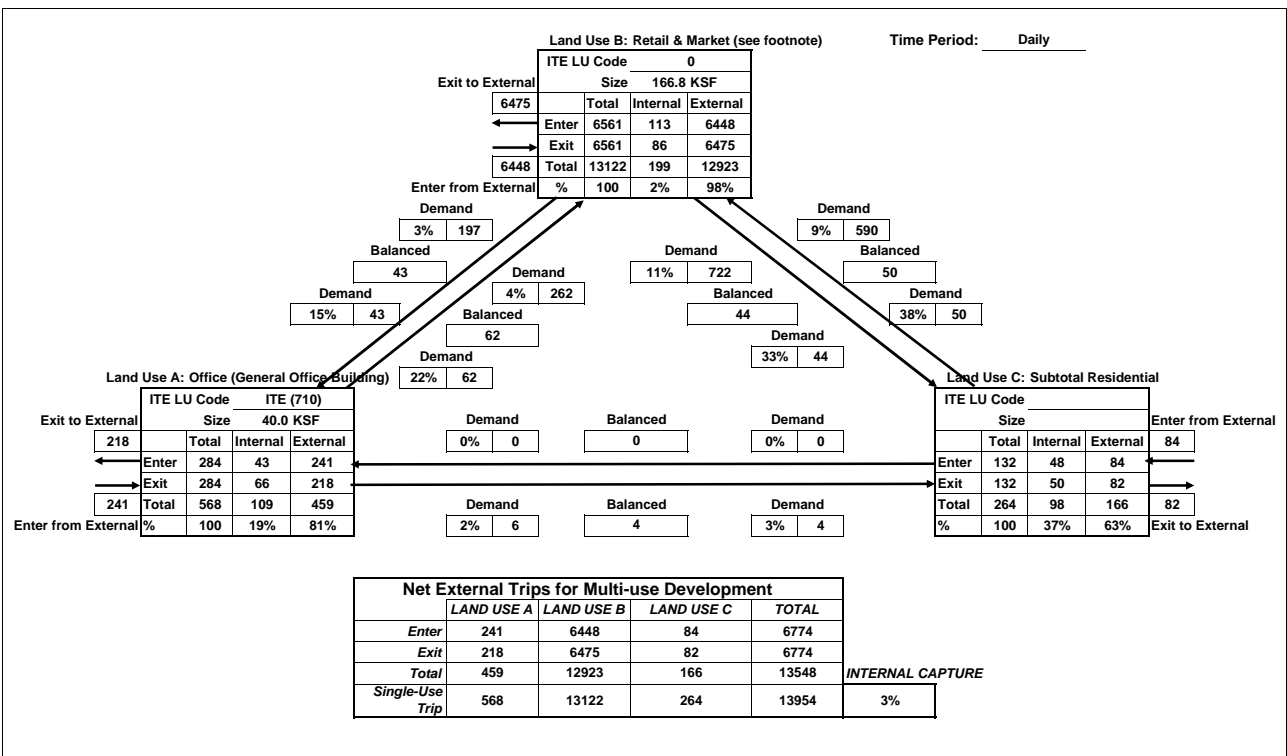 Land Use B: Retail & Market (see footnote)
Time Period: Daily
ITE LU Code 0
Exit to External Size 166.8 KSF
6475 Total Internal External
Enter 6561 113 6448
Exit 6561 86 6475
6448 Total 13122 199 12923
Enter from External % 100 2% 98%
Demand
3% 197
Balanced
43
Demand
15% 43
Demand
4% 262
Balanced
62
Demand
22% 62
Demand
11% 722
Balanced
44
Demand
33% 44
Demand
9% 590
Balanced
50
Demand
38% 50
Land Use A: Office (General Office Building)
ITE LU Code ITE (710)
Exit to External Size 40.0 KSF
218 Total Internal External
Enter 284 43 241
Exit 284 66 218
241 Total 568 109 459
Enter from External % 100 19% 81%
Demand Balanced Demand
0% 0 0 0% 0
Demand Balanced Demand
2% 6 4 3% 4
Land Use C: Subtotal Residential
ITE LU Code
Size Enter from External
Total Internal External 84
Enter 132 48 84
Exit 132 50 82
Total 264 98 166 82
% 100 37% 63% Exit to External
Net External Trips for Multi-use Development
LAND USE A LAND USE B LAND USE C TOTAL
Enter 241 6448 84 6774
Exit 218 6475 82 6774
Total 459 12923 166 13548 INTERNAL CAPTURE
Single-Use
Trip 568 13122 264 13954 3%